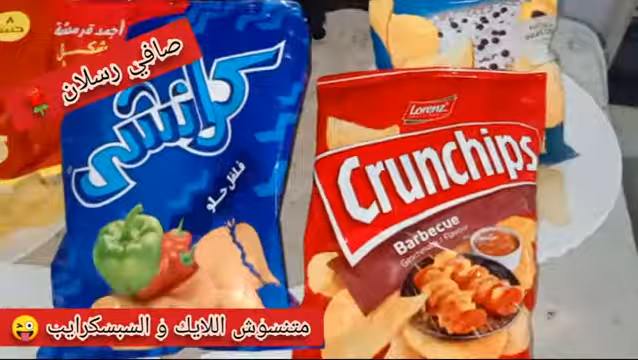 أجمد قرمشة
شكل
صافي رسلان 🌹
كرانشي
فلفل حلو
Lorenz
Crunchips
Barbecue
متنسوش اللايك و السبسكرايب 😜